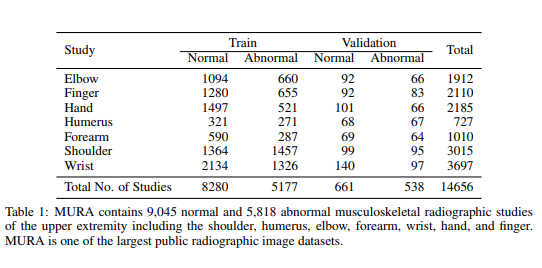 Study Train Validation Total
Normal Abnormal Normal Abnormal
Elbow 1094 660 92 66 1912
Finger 1280 655 92 83 2110
Hand 1497 521 101 66 2185
Humerus 321 271 68 67 727
Forearm 590 287 69 64 1010
Shoulder 1364 1457 99 95 3015
Wrist 2134 1326 140 97 3697
Total No. of Studies 8280 5177 661 538 14656
Table 1: MURA contains 9,045 normal and 5,818 abnormal musculoskeletal radiographic studies
of the upper extremity including the shoulder, humerus, elbow, forearm, wrist, hand, and finger.
MURA is one of the largest public radiographic image datasets.